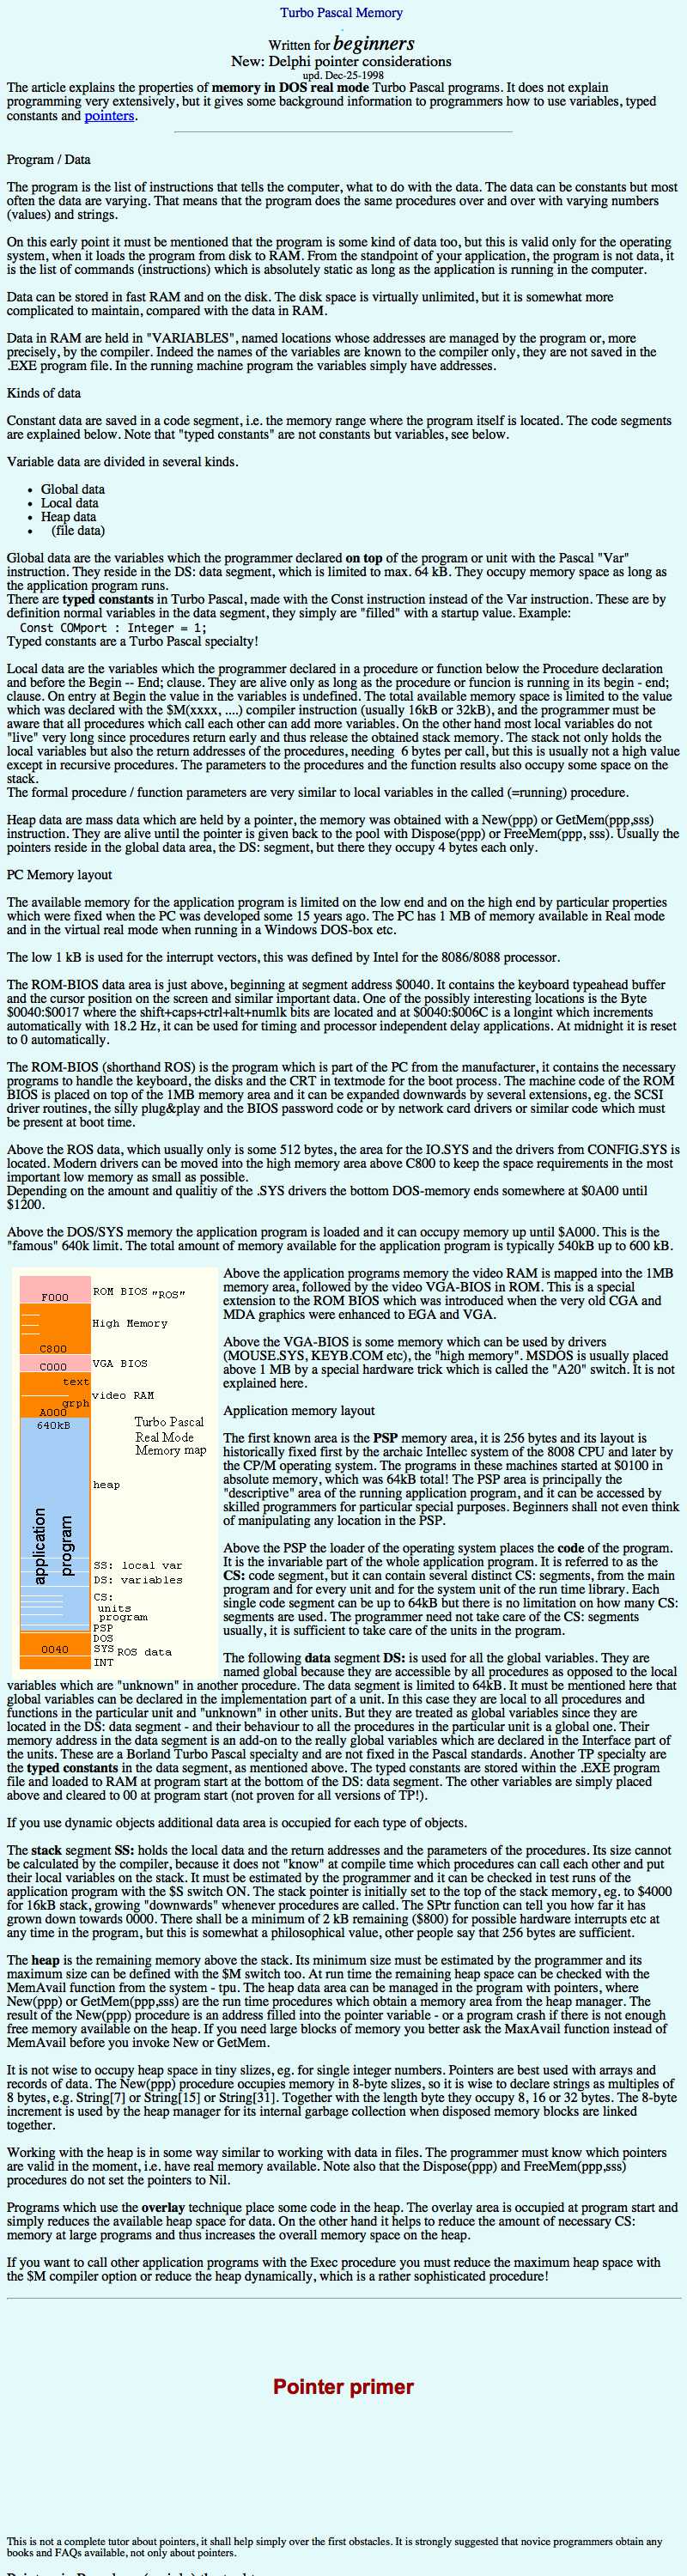 Turbo Pascal Memory
Written for beginners
New: Delphi pointer considerations
upd. Dec-25-1998
The article explains the properties of memory in DOS real mode Turbo Pascal programs. It does not explain
programming very extensively, but it gives some background information to programmers how to use variables, typed
constants and pointers.
Program / Data
The program is the list of instructions that tells the computer, what to do with the data. The data can be constants but most
often the data are varying. That means that the program does the same procedures over and over with varying numbers
(values) and strings.
On this early point it must be mentioned that the program is some kind of data too, but this is valid only for the operating
system, when it loads the program from disk to RAM. From the standpoint of your application, the program is not data, it
is the list of commands (instructions) which is absolutely static as long as the application is running in the computer.
Data can be stored in fast RAM and on the disk. The disk space is virtually unlimited, but it is somewhat more
complicated to maintain, compared with the data in RAM.
Data in RAM are held in "VARIABLES", named locations whose addresses are managed by the program or, more
precisely, by the compiler. Indeed the names of the variables are known to the compiler only, they are not saved in the
.EXE program file. In the running machine program the variables simply have addresses.
Kinds of data
Constant data are saved in a code segment, i.e. the memory range where the program itself is located. The code segments
are explained below. Note that "typed constants" are not constants but variables, see below.
Variable data are divided in several kinds.
• Global data
• Local data
• Heap data
• (file data)
Global data are the variables which the programmer declared on top of the program or unit with the Pascal "Var"
instruction. They reside in the DS: data segment, which is limited to max. 64 kB. They occupy memory space as long as
the application program runs.
There are typed constants in Turbo Pascal, made with the Const instruction instead of the Var instruction. These are by
definition normal variables in the data segment, they simply are "filled" with a startup value. Example:
Const COMport : Integer = 1;
Typed constants are a Turbo Pascal specialty!
Local data are the variables which the programmer declared in a procedure or function below the Procedure declaration
and before the Begin -- End; clause. They are alive only as long as the procedure or funcion is running in its begin - end;
clause. On entry at Begin the value in the variables is undefined. The total available memory space is limited to the value
which was declared with the $M(xxxx, ....) compiler instruction (usually 16kB or 32kB), and the programmer must be
aware that all procedures which call each other can add more variables. On the other hand most local variables do not
"live" very long since procedures return early and thus release the obtained stack memory. The stack not only holds the
local variables but also the return addresses of the procedures, needing 6 bytes per call, but this is usually not a high value
except in recursive procedures. The parameters to the procedures and the function results also occupy some space on the
stack.
The formal procedure / function parameters are very similar to local variables in the called (=running) procedure.
Heap data are mass data which are held by a pointer, the memory was obtained with a New(ppp) or GetMem(ppp,sss)
instruction. They are alive until the pointer is given back to the pool with Dispose(ppp) or FreeMem(ppp, sss). Usually the
pointers reside in the global data area, the DS: segment, but there they occupy 4 bytes each only.
PC Memory layout
The available memory for the application program is limited on the low end and on the high end by particular properties
which were fixed when the PC was developed some 15 years ago. The PC has 1 MB of memory available in Real mode
and in the virtual real mode when running in a Windows DOS-box etc.
The low 1 kB is used for the interrupt vectors, this was defined by Intel for the 8086/8088 processor.
The ROM-BIOS data area is just above, beginning at segment address $0040. It contains the keyboard typeahead buffer
and the cursor position on the screen and similar important data. One of the possibly interesting locations is the Byte
$0040:$0017 where the shift+caps+ctrl+alt+numlk bits are located and at $0040:$006C is a longint which increments
automatically with 18.2 Hz, it can be used for timing and processor independent delay applications. At midnight it is reset
to 0 automatically.
The ROM-BIOS (shorthand ROS) is the program which is part of the PC from the manufacturer, it contains the necessary
programs to handle the keyboard, the disks and the CRT in textmode for the boot process. The machine code of the ROM
BIOS is placed on top of the 1MB memory area and it can be expanded downwards by several extensions, eg. the SCSI
driver routines, the silly plug&play and the BIOS password code or by network card drivers or similar code which must
be present at boot time.
Above the ROS data, which usually only is some 512 bytes, the area for the IO.SYS and the drivers from CONFIG.SYS is
located. Modern drivers can be moved into the high memory area above C800 to keep the space requirements in the most
important low memory as small as possible.
Depending on the amount and qualitiy of the .SYS drivers the bottom DOS-memory ends somewhere at $0A00 until
$1200.
Above the DOS/SYS memory the application program is loaded and it can occupy memory up until $A000. This is the
"famous" 640k limit. The total amount of memory available for the application program is typically 540kB up to 600 kB.
F000 ROM BIOS "ROS"
High Memory
C800
C000 VGA BIOS
text
video RAM
grph
A000
640kB
Turbo Pascal
Real Mode
Memory map
heap
application
program
SS: local var
DS: variables
CS:
units
program
PSP
DOS
0040 SYS ROS data
INT
Above the application programs memory the video RAM is mapped into the 1MB
memory area, followed by the video VGA-BIOS in ROM. This is a special
extension to the ROM BIOS which was introduced when the very old CGA and
MDA graphics were enhanced to EGA and VGA.
Above the VGA-BIOS is some memory which can be used by drivers
(MOUSE.SYS, KEYB.COM etc), the "high memory". MSDOS is usually placed
above 1 MB by a special hardware trick which is called the "A20" switch. It is not
explained here.
Application memory layout
The first known area is the PSP memory area, it is 256 bytes and its layout is
historically fixed first by the archaic Intellec system of the 8008 CPU and later by
the CP/M operating system. The programs in these machines started at $0100 in
absolute memory, which was 64kB total! The PSP area is principally the
"descriptive" area of the running application program, and it can be accessed by
skilled programmers for particular special purposes. Beginners shall not even think
of manipulating any location in the PSP.
Above the PSP the loader of the operating system places the code of the program.
It is the invariable part of the whole application program. It is referred to as the
CS: code segment, but it can contain several distinct CS: segments, from the main
program and for every unit and for the system unit of the run time library. Each
single code segment can be up to 64kB but there is no limitation on how many CS:
segments are used. The programmer need not take care of the CS: segments
usually, it is sufficient to take care of the units in the program.
The following data segment DS: is used for all the global variables. They are
named global because they are accessible by all procedures as opposed to the local
variables which are "unknown" in another procedure. The data segment is limited to 64kB. It must be mentioned here that
global variables can be declared in the implementation part of a unit. In this case they are local to all procedures and
functions in the particular unit and "unknown" in other units. But they are treated as global variables since they are
located in the DS: data segment - and their behaviour to all the procedures in the particular unit is a global one. Their
memory address in the data segment is an add-on to the really global variables which are declared in the Interface part of
the units. These are a Borland Turbo Pascal specialty and are not fixed in the Pascal standards. Another TP specialty are
the typed constants in the data segment, as mentioned above. The typed constants are stored within the .EXE program
file and loaded to RAM at program start at the bottom of the DS: data segment. The other variables are simply placed
above and cleared to 00 at program start (not proven for all versions of TP!).
If you use dynamic objects additional data area is occupied for each type of objects.
The stack segment SS: holds the local data and the return addresses and the parameters of the procedures. Its size cannot
be calculated by the compiler, because it does not "know" at compile time which procedures can call each other and put
their local variables on the stack. It must be estimated by the programmer and it can be checked in test runs of the
application program with the $S switch ON. The stack pointer is initially set to the top of the stack memory, eg. to $4000
for 16kB stack, growing "downwards" whenever procedures are called. The SPtr function can tell you how far it has
grown down towards 0000. There shall be a minimum of 2 kB remaining ($800) for possible hardware interrupts etc at
any time in the program, but this is somewhat a philosophical value, other people say that 256 bytes are sufficient.
The heap is the remaining memory above the stack. Its minimum size must be estimated by the programmer and its
maximum size can be defined with the $M switch too. At run time the remaining heap space can be checked with the
MemAvail function from the system - tpu. The heap data area can be managed in the program with pointers, where
New(ppp) or GetMem(ppp,sss) are the run time procedures which obtain a memory area from the heap manager. The
result of the New(ppp) procedure is an address filled into the pointer variable - or a program crash if there is not enough
free memory available on the heap. If you need large blocks of memory you better ask the MaxAvail function instead of
MemAvail before you invoke New or GetMem.
It is not wise to occupy heap space in tiny slizes, eg. for single integer numbers. Pointers are best used with arrays and
records of data. The New(ppp) procedure occupies memory in 8-byte slizes, so it is wise to declare strings as multiples of
8 bytes, e.g. String[7] or String[15] or String[31]. Together with the length byte they occupy 8, 16 or 32 bytes. The 8-byte
increment is used by the heap manager for its internal garbage collection when disposed memory blocks are linked
together.
Working with the heap is in some way similar to working with data in files. The programmer must know which pointers
are valid in the moment, i.e. have real memory available. Note also that the Dispose(ppp) and FreeMem(ppp,sss)
procedures do not set the pointers to Nil.
Programs which use the overlay technique place some code in the heap. The overlay area is occupied at program start and
simply reduces the available heap space for data. On the other hand it helps to reduce the amount of necessary CS:
memory at large programs and thus increases the overall memory space on the heap.
If you want to call other application programs with the Exec procedure you must reduce the maximum heap space with
the $M compiler option or reduce the heap dynamically, which is a rather sophisticated procedure!
Pointer primer
This is not a complete tutor about pointers, it shall help simply over the first obstacles. It is strongly suggested that novice programmers obtain any
books and FAQs available, not only about pointers.